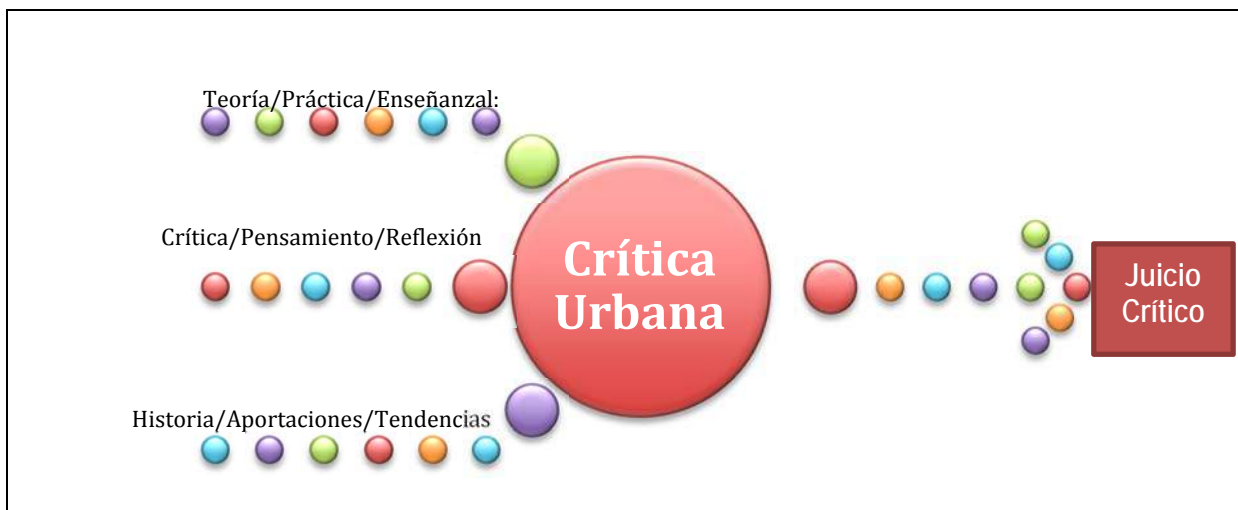 Teoría/Práctica/Enseñanzal:
Crítica/Pensamiento/Reflexión
Historia/Aportaciones/Tendencias
Crítica
Urbana
Juicio
Crítico